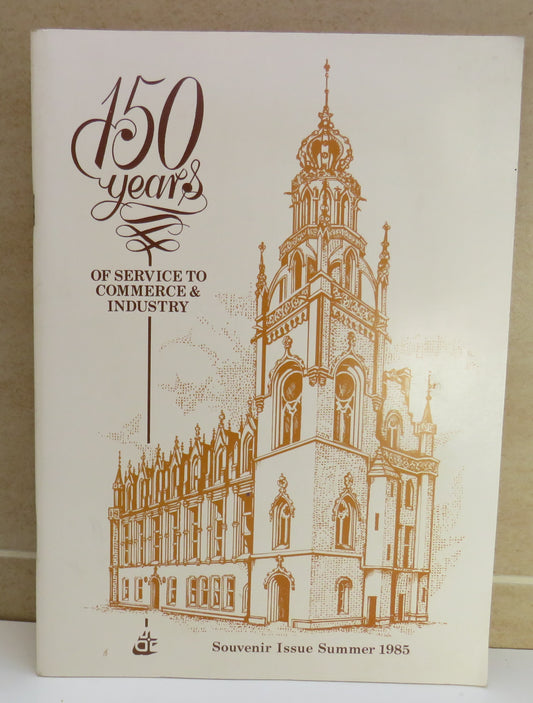 150
years
OF SERVICE TO
COMMERCE &
INDUSTRY
Souvenir Issue Summer 1985